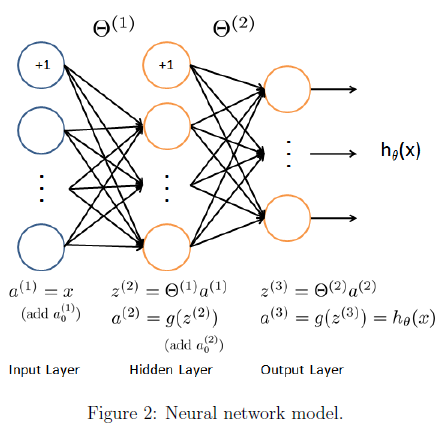 Θ(1) Θ(2)
+1 +1
hθ(x)
a(1) = x z(2) = Θ(1)a(1) z(3) = Θ(2)a(2)
(add a0(1)) a(2) = g(z(2)) a(3) = g(z(3)) = hθ(x)
(add a0(2))
Input Layer Hidden Layer Output Layer
Figure 2: Neural network model.